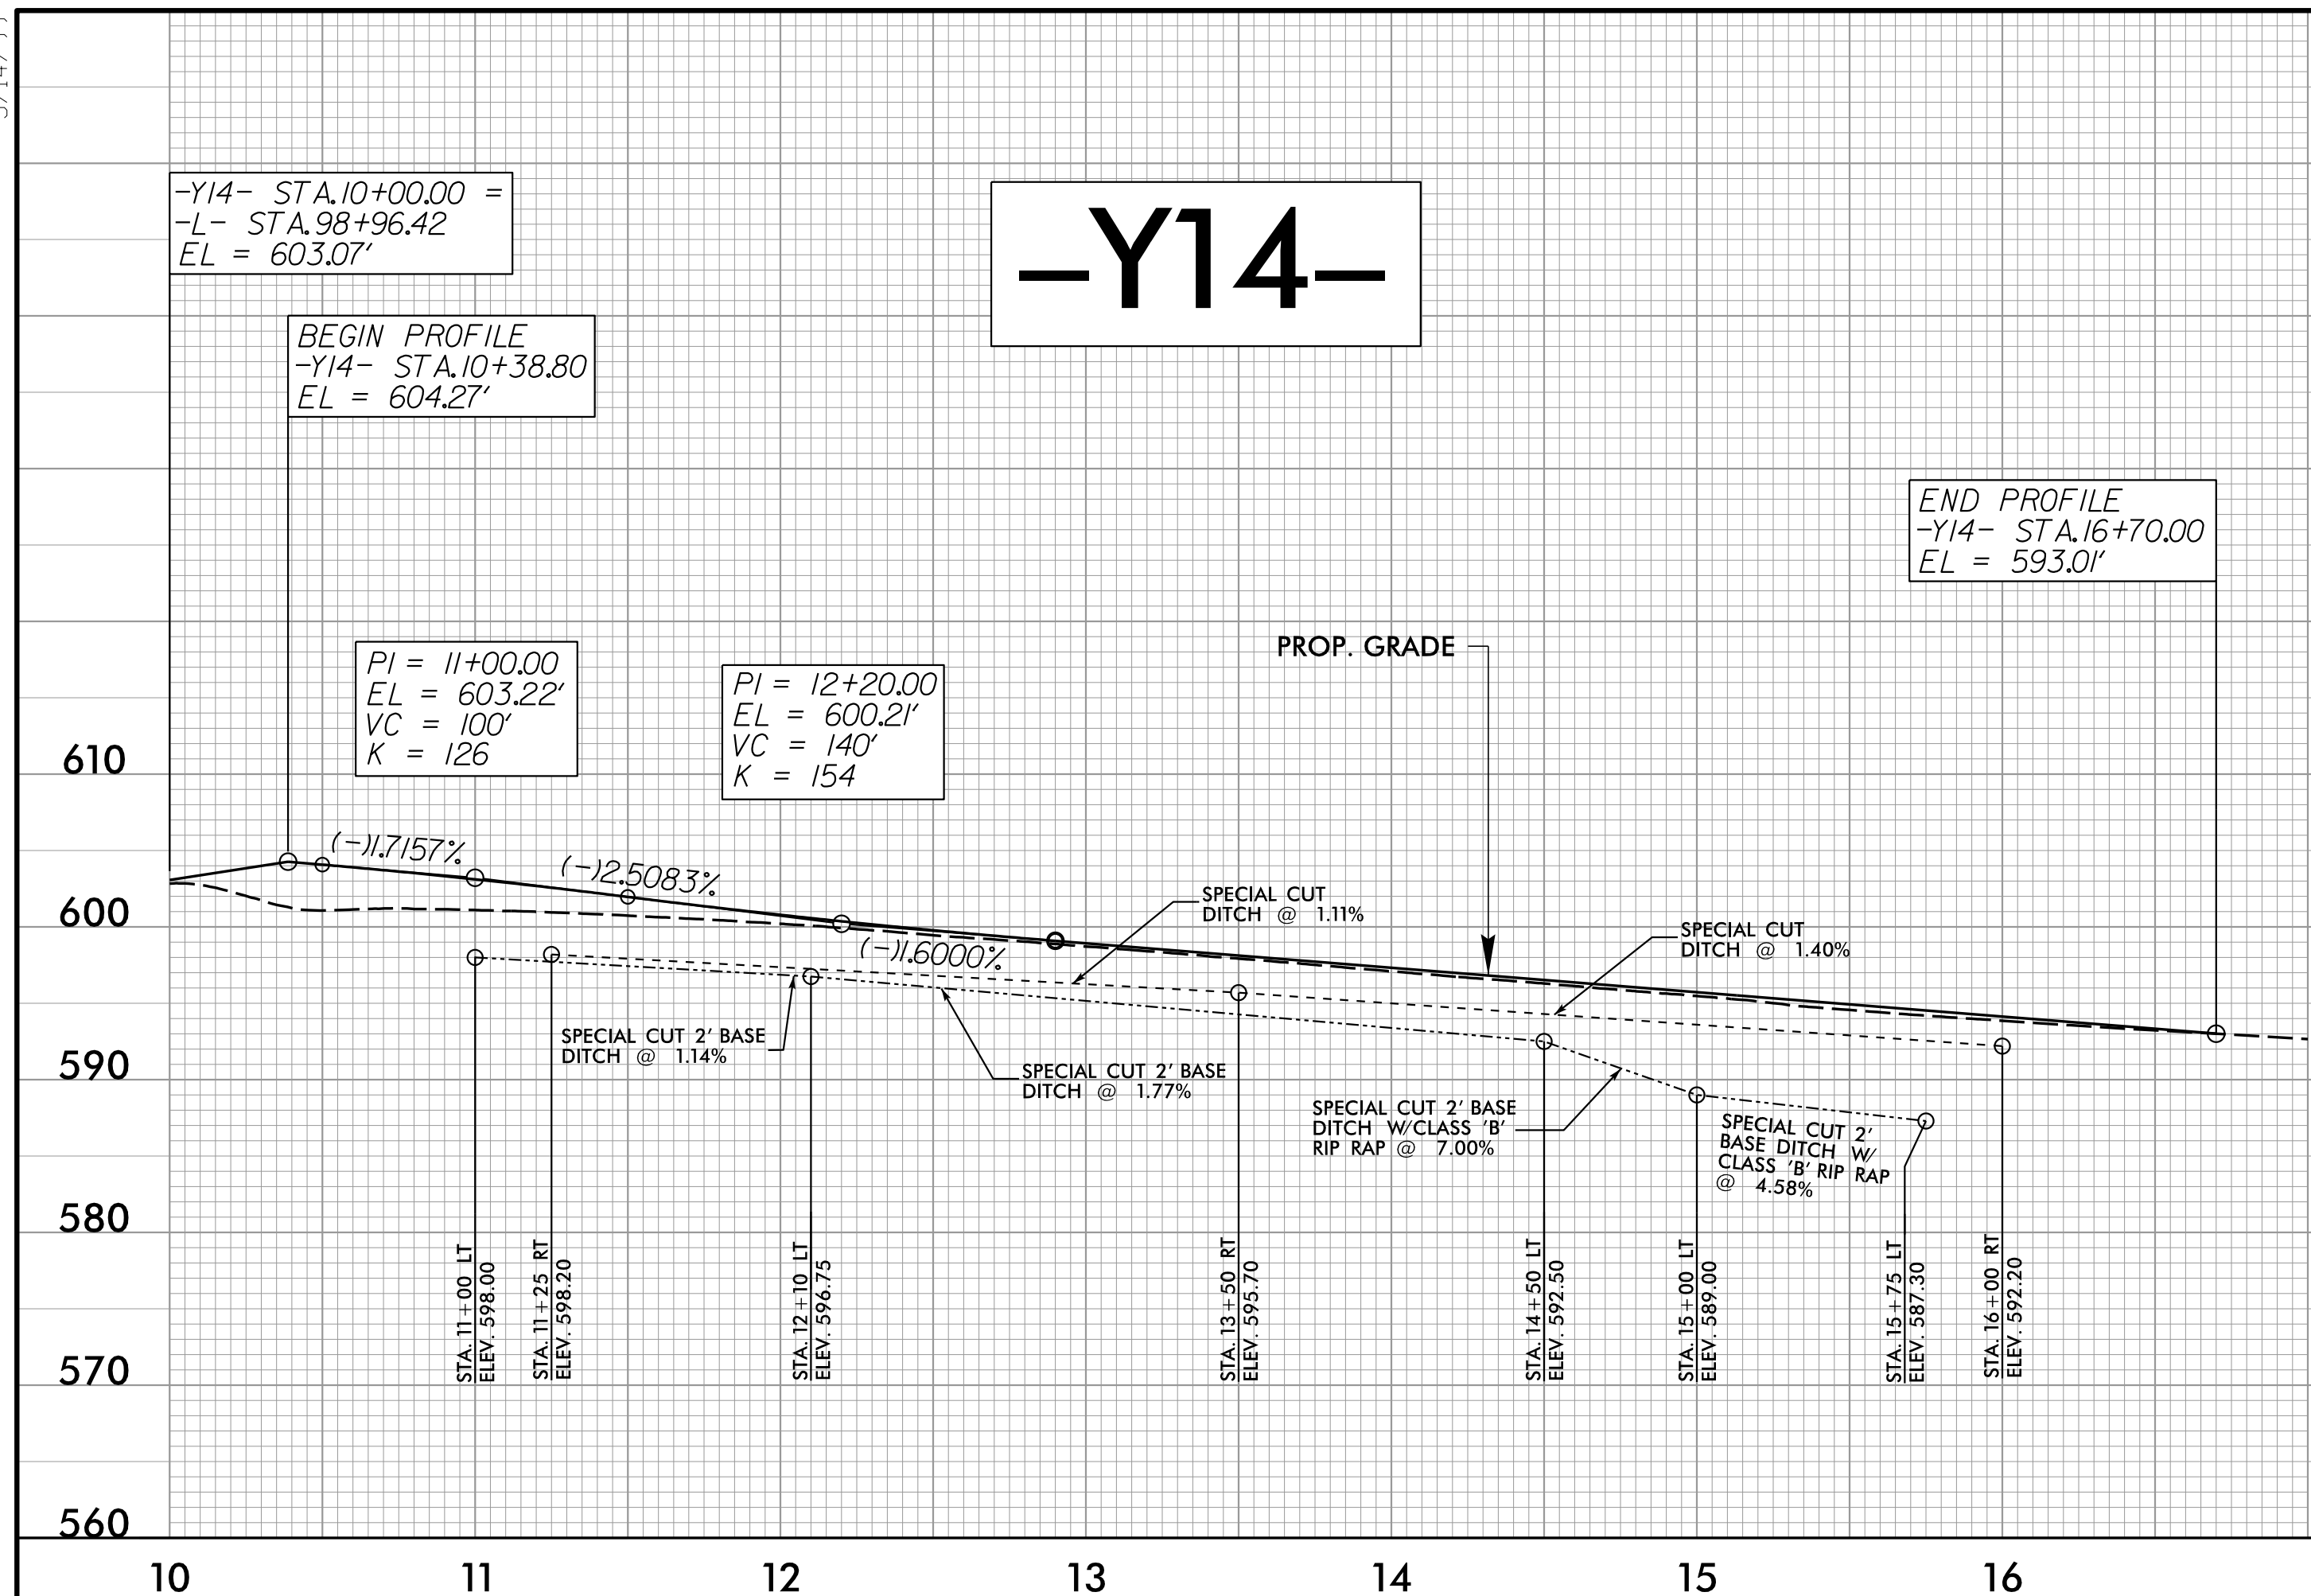 -Y14- STA.10+00.00 =
-L- STA.98+96.42
EL = 603.07'
–Y14–
BEGIN PROFILE
-Y14- STA.10+38.80
EL = 604.27'
END PROFILE
-Y14- STA.16+70.00
EL = 593.01'
PI = 11+00.00
EL = 603.22'
VC = 100'
K = 126
PI = 12+20.00
EL = 600.21'
VC = 140'
K = 154
PROP. GRADE
610
600
590
580
570
560
(-)1.7157%
(-)2.5083%
(-)1.6000%
SPECIAL CUT
DITCH @ 1.11%
SPECIAL CUT
DITCH @ 1.40%
SPECIAL CUT 2' BASE
DITCH @ 1.14%
SPECIAL CUT 2' BASE
DITCH @ 1.77%
SPECIAL CUT 2' BASE
DITCH W/CLASS 'B'
RIP RAP @ 7.00%
SPECIAL CUT 2'
BASE DITCH W/
CLASS 'B' RIP RAP
@ 4.58%
STA. 11+00 LT
ELEV. 598.00
STA. 11+25 RT
ELEV. 598.20
STA. 12+10 LT
ELEV. 596.75
STA. 13+50 RT
ELEV. 595.70
STA. 14+50 LT
ELEV. 592.50
STA. 15+00 LT
ELEV. 589.00
STA. 15+75 LT
ELEV. 587.30
STA. 16+00 RT
ELEV. 592.20
10 11 12 13 14 15 16